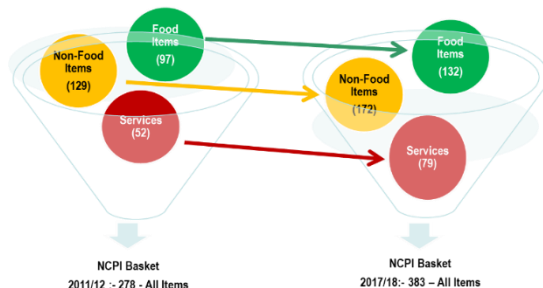 Food
Items
(97)
Non-Food
Items
(129)
Services
(52)
Food
Items
(132)
Non-Food
Items
(172)
Services
(79)
NCPI Basket
2011/12 :- 278 - All Items
NCPI Basket
2017/18:- 383 – All Items